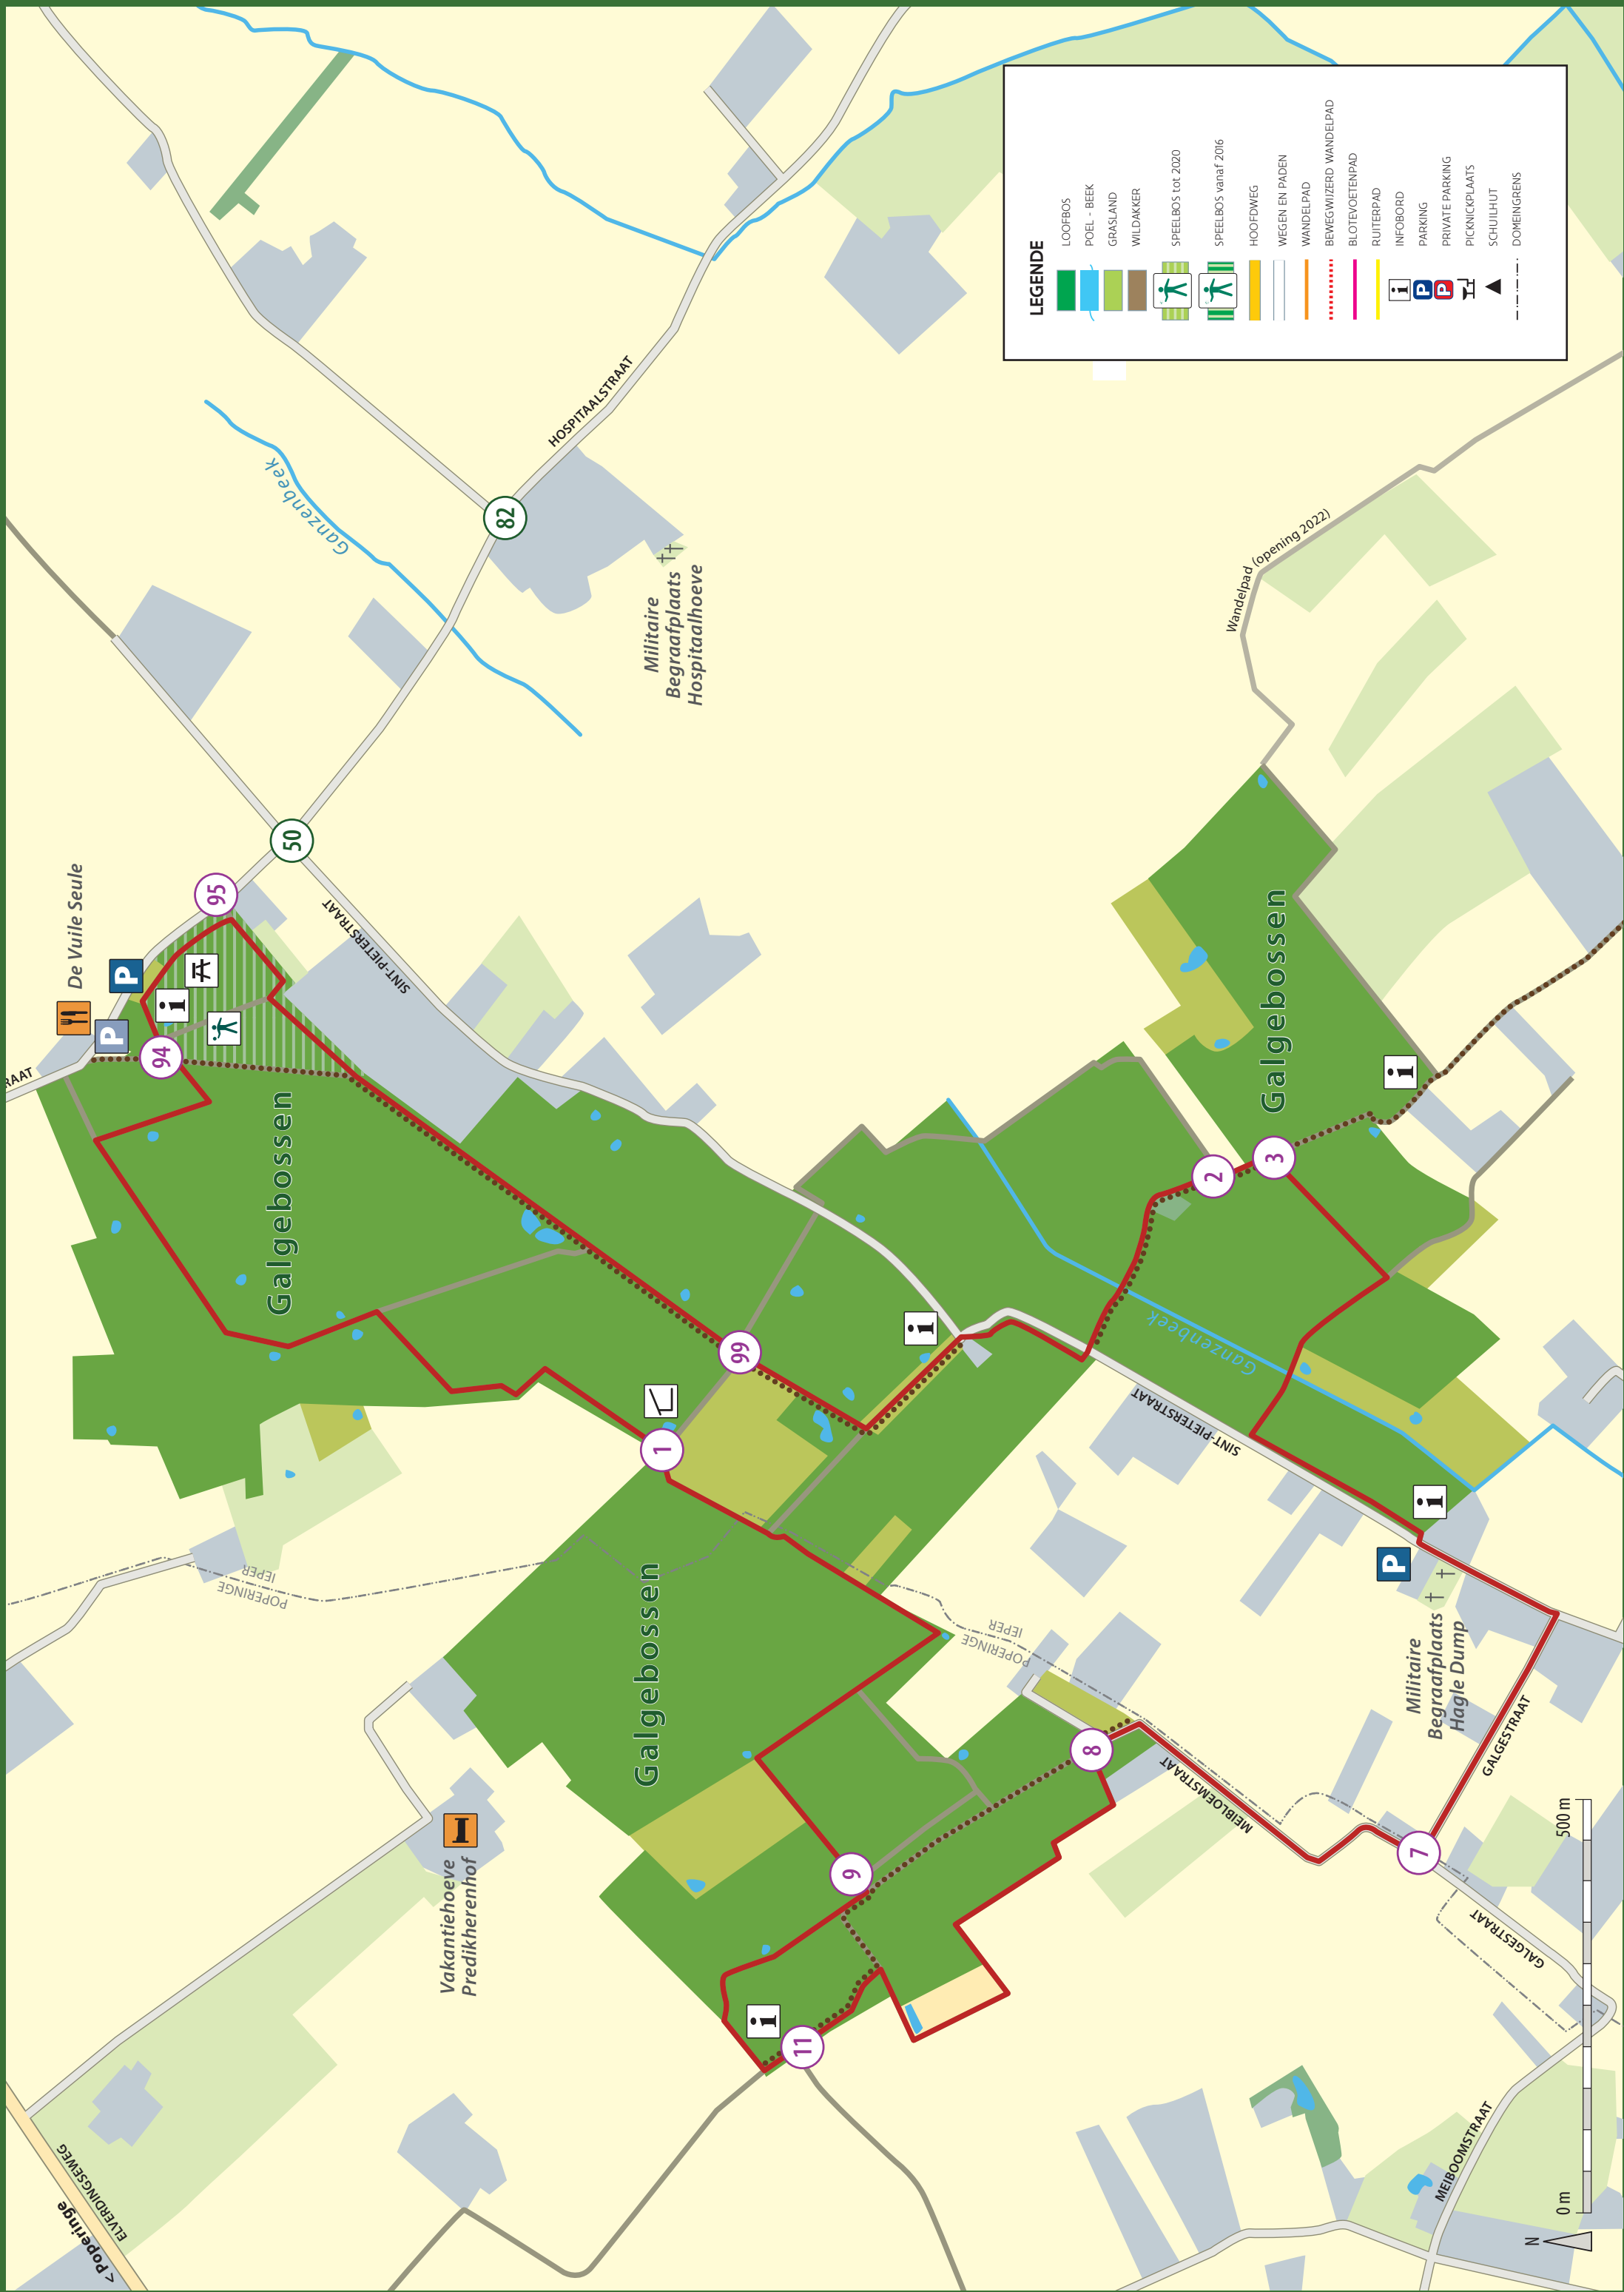 RAAT
De Vuile Seule
P
P
i
94
95
50
82
SINT-PIETERSTRAAT
HOSPITAALSTRAAT
Ganzenbeek
Militaire
Begraafplaats
Hospitaalhoeve
Galgebossen
99
1
i
IEPER
POPERINGE
Vakantiehoeve
Predikherenhof
< Poperinge
ELVERDINGSEWEG
Galgebossen
9
i
11
8
IEPER
POPERINGE
MEIBLOEMSTRAAT
SINT-PIETERSTRAAT
Ganzenbeek
2
3
Galgebossen
i
Wandelpad (opening 2022)
i
P
Militaire
Begraafplaats
Hagle Dump
GALGESTRAAT
7
GALGESTRAAT
MEIBOOMSTRAAT
N
0 m
500 m
LEGENDE
LOOFBOS
POEL - BEEK
GRASLAND
WILDAKKER
SPEELBOS tot 2020
SPEELBOS vanaf 2016
HOOFDWEG
WEGEN EN PADEN
WANDELPAD
BEWEGWIJZERD WANDELPAD
BLOTEVOETENPAD
RUITERPAD
i INFOBORD
P PARKING
P PRIVATE PARKING
PICKNICKPLAATS
SCHUILHUT
DOMEINGRENS